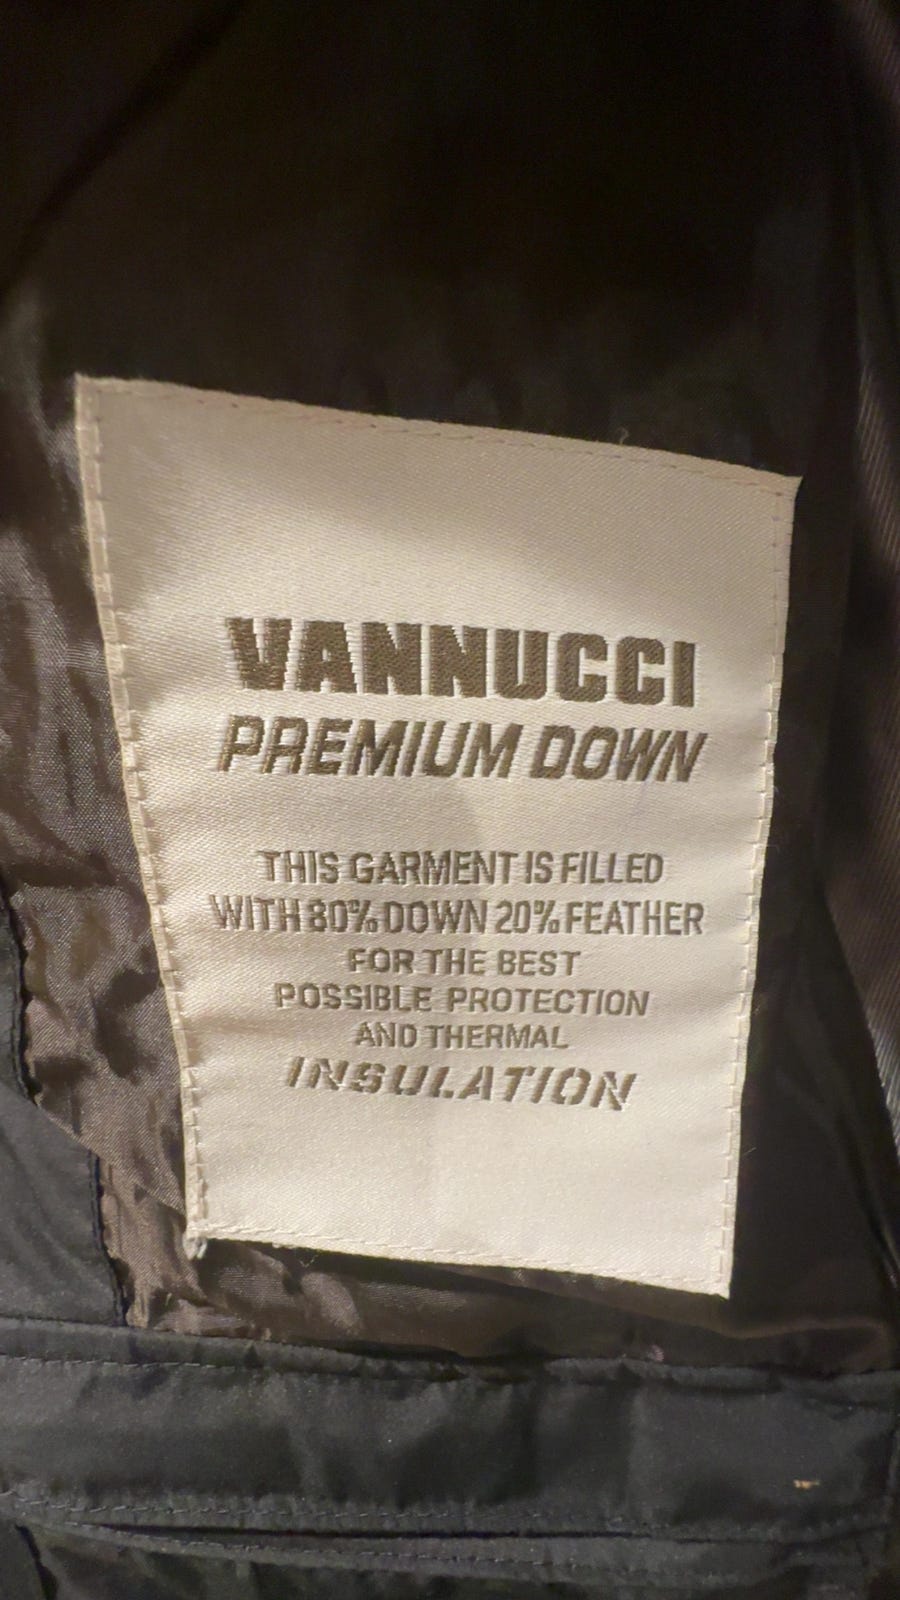 VANNUCCI
PREMIUM DOWN
THIS GARMENT IS FILLED
WITH 80% DOWN 20% FEATHER
FOR THE BEST
POSSIBLE PROTECTION
AND THERMAL
INSULATION